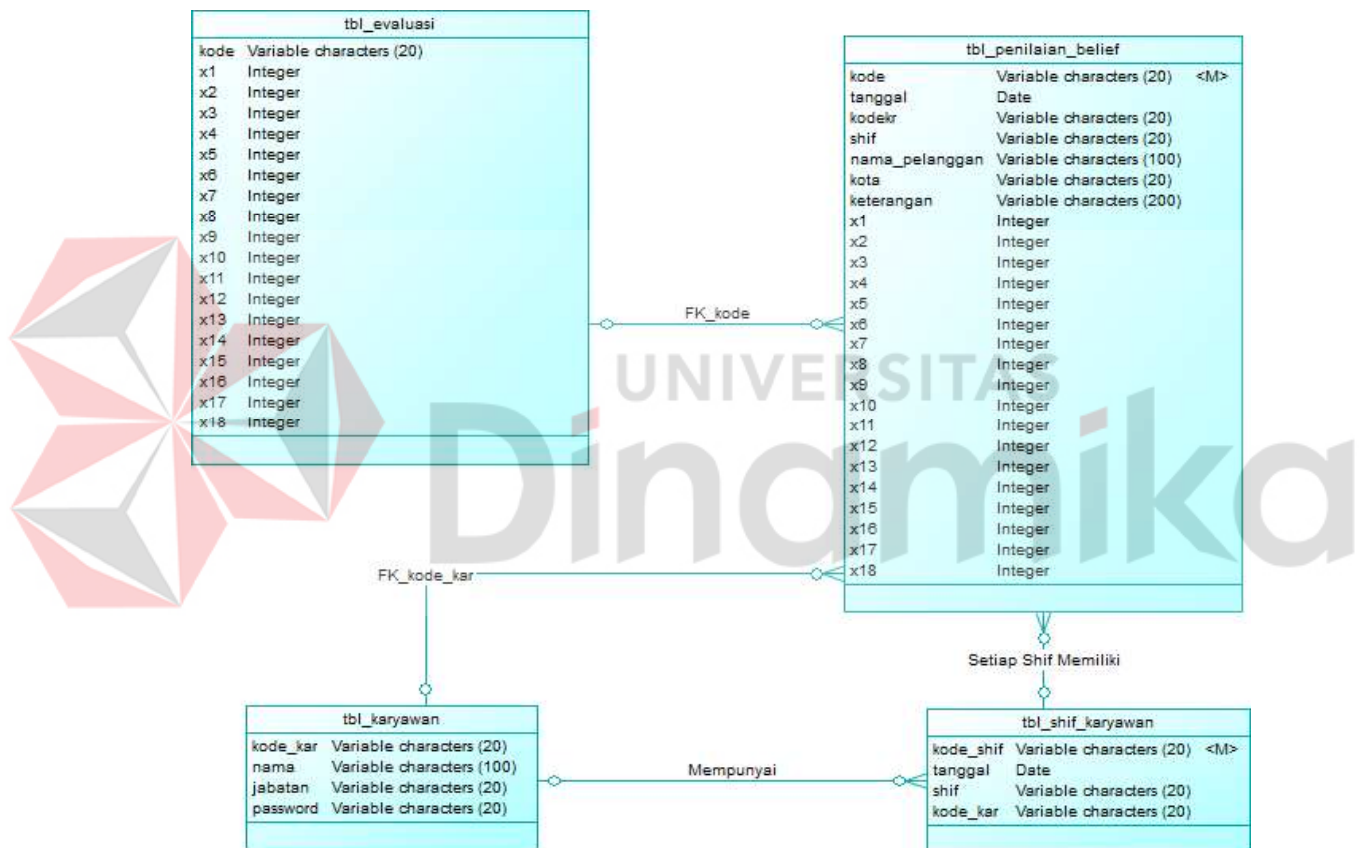 tbl_evaluasi
kode Variable characters (20)
x1 Integer
x2 Integer
x3 Integer
x4 Integer
x5 Integer
x6 Integer
x7 Integer
x8 Integer
x9 Integer
x10 Integer
x11 Integer
x12 Integer
x13 Integer
x14 Integer
x15 Integer
x16 Integer
x17 Integer
x18 Integer
tbl_penilaian_belief
kode Variable characters (20) <M>
tanggal Date
kodekr Variable characters (20)
shif Variable characters (20)
nama_pelanggan Variable characters (100)
kota Variable characters (20)
keterangan Variable characters (200)
x1 Integer
x2 Integer
x3 Integer
x4 Integer
x5 Integer
x6 Integer
x7 Integer
x8 Integer
x9 Integer
x10 Integer
x11 Integer
x12 Integer
x13 Integer
x14 Integer
x15 Integer
x16 Integer
x17 Integer
x18 Integer
FK_kode
UNIVERSITAS
Dinamika
FK_kode_kar
Setiap Shif Memiliki
tbl_karyawan
kode_kar Variable characters (20)
nama Variable characters (100)
jabatan Variable characters (20)
password Variable characters (20)
Mempunyai
tbl_shif_karyawan
kode_shif Variable characters (20) <M>
tanggal Date
shif Variable characters (20)
kode_kar Variable characters (20)